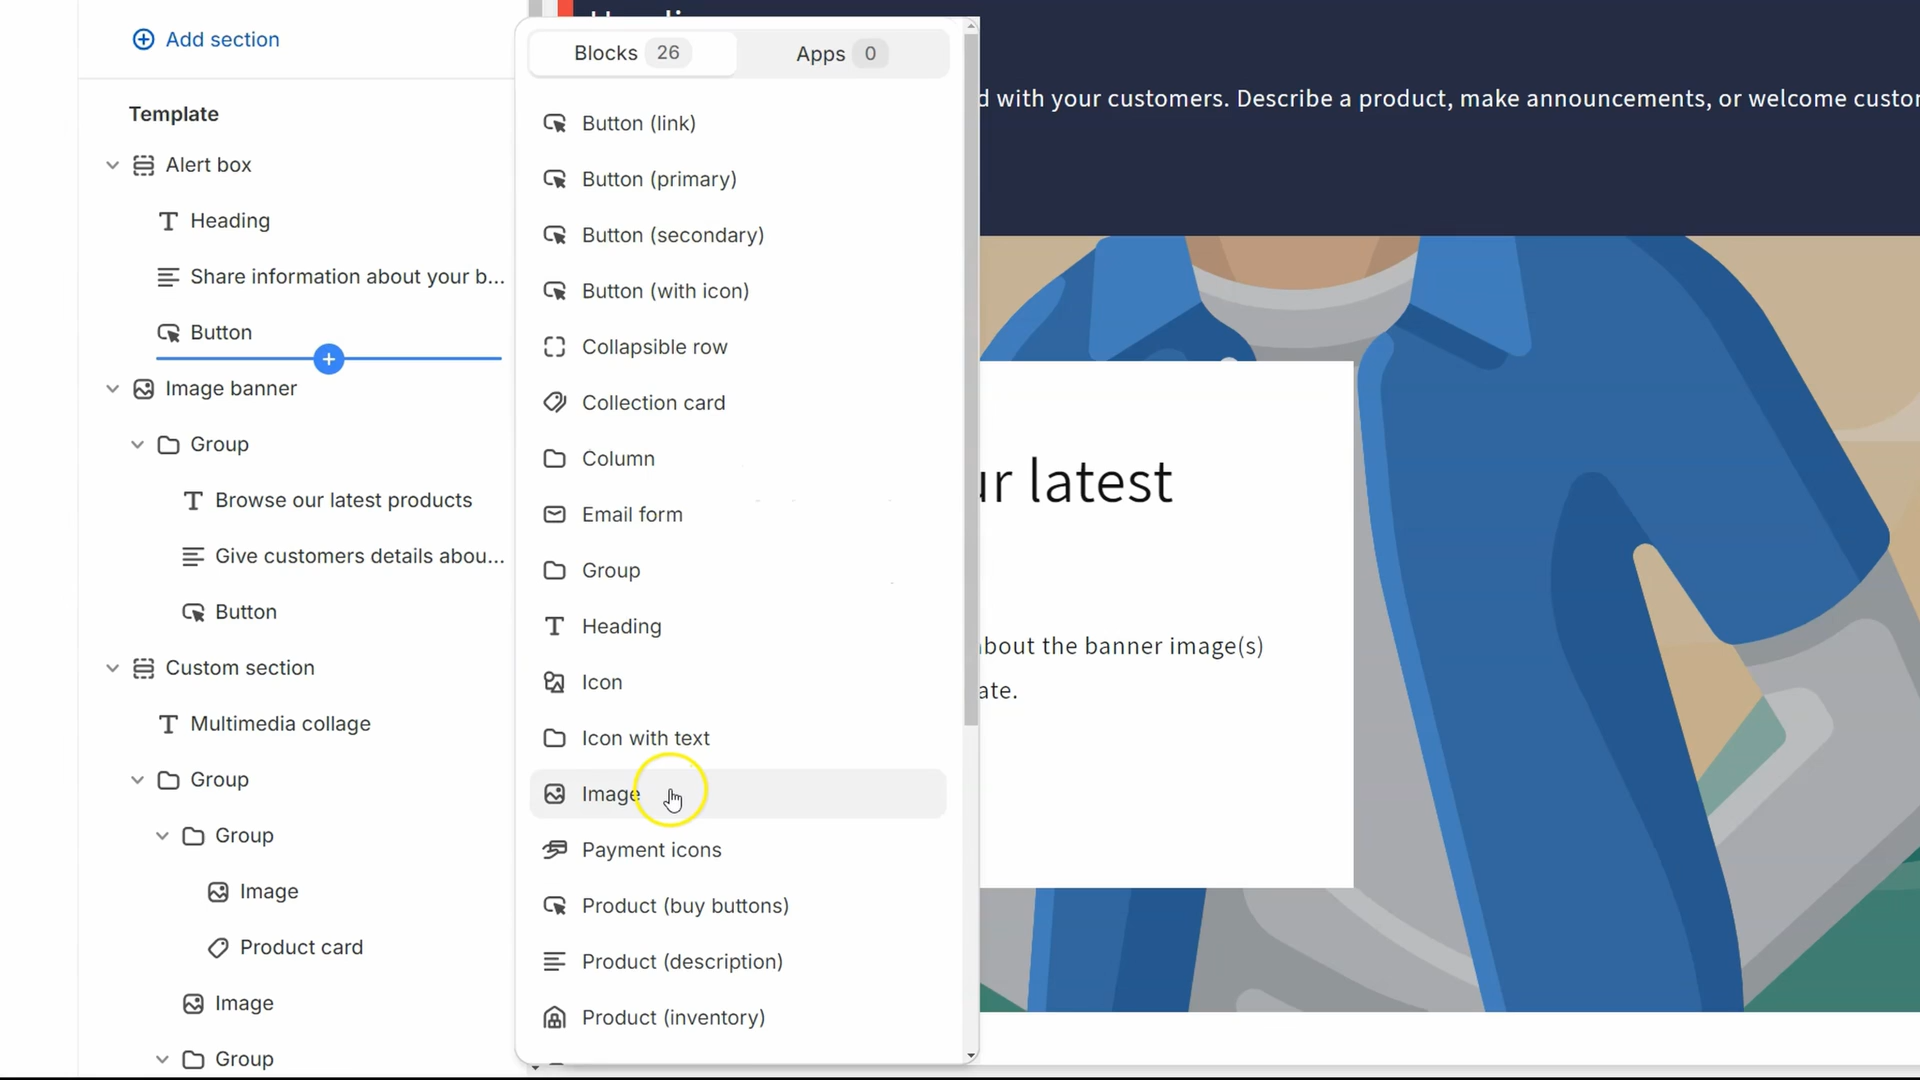 Add section
Template
Alert box
Heading
Share information about your b...
Button
Image banner
Group
Browse our latest products
Give customers details abou...
Button
Custom section
Multimedia collage
Group
Group
Image
Product card
Image
Group
Blocks 26
Apps 0
Button (link)
Button (primary)
Button (secondary)
Button (with icon)
Collapsible row
Collection card
Column
Email form
Group
Heading
Icon
Icon with text
Image
Payment icons
Product (buy buttons)
Product (description)
Product (inventory)
d with your customers. Describe a product, make announcements, or welcome custo
ur latest
about the banner image(s)
ate.